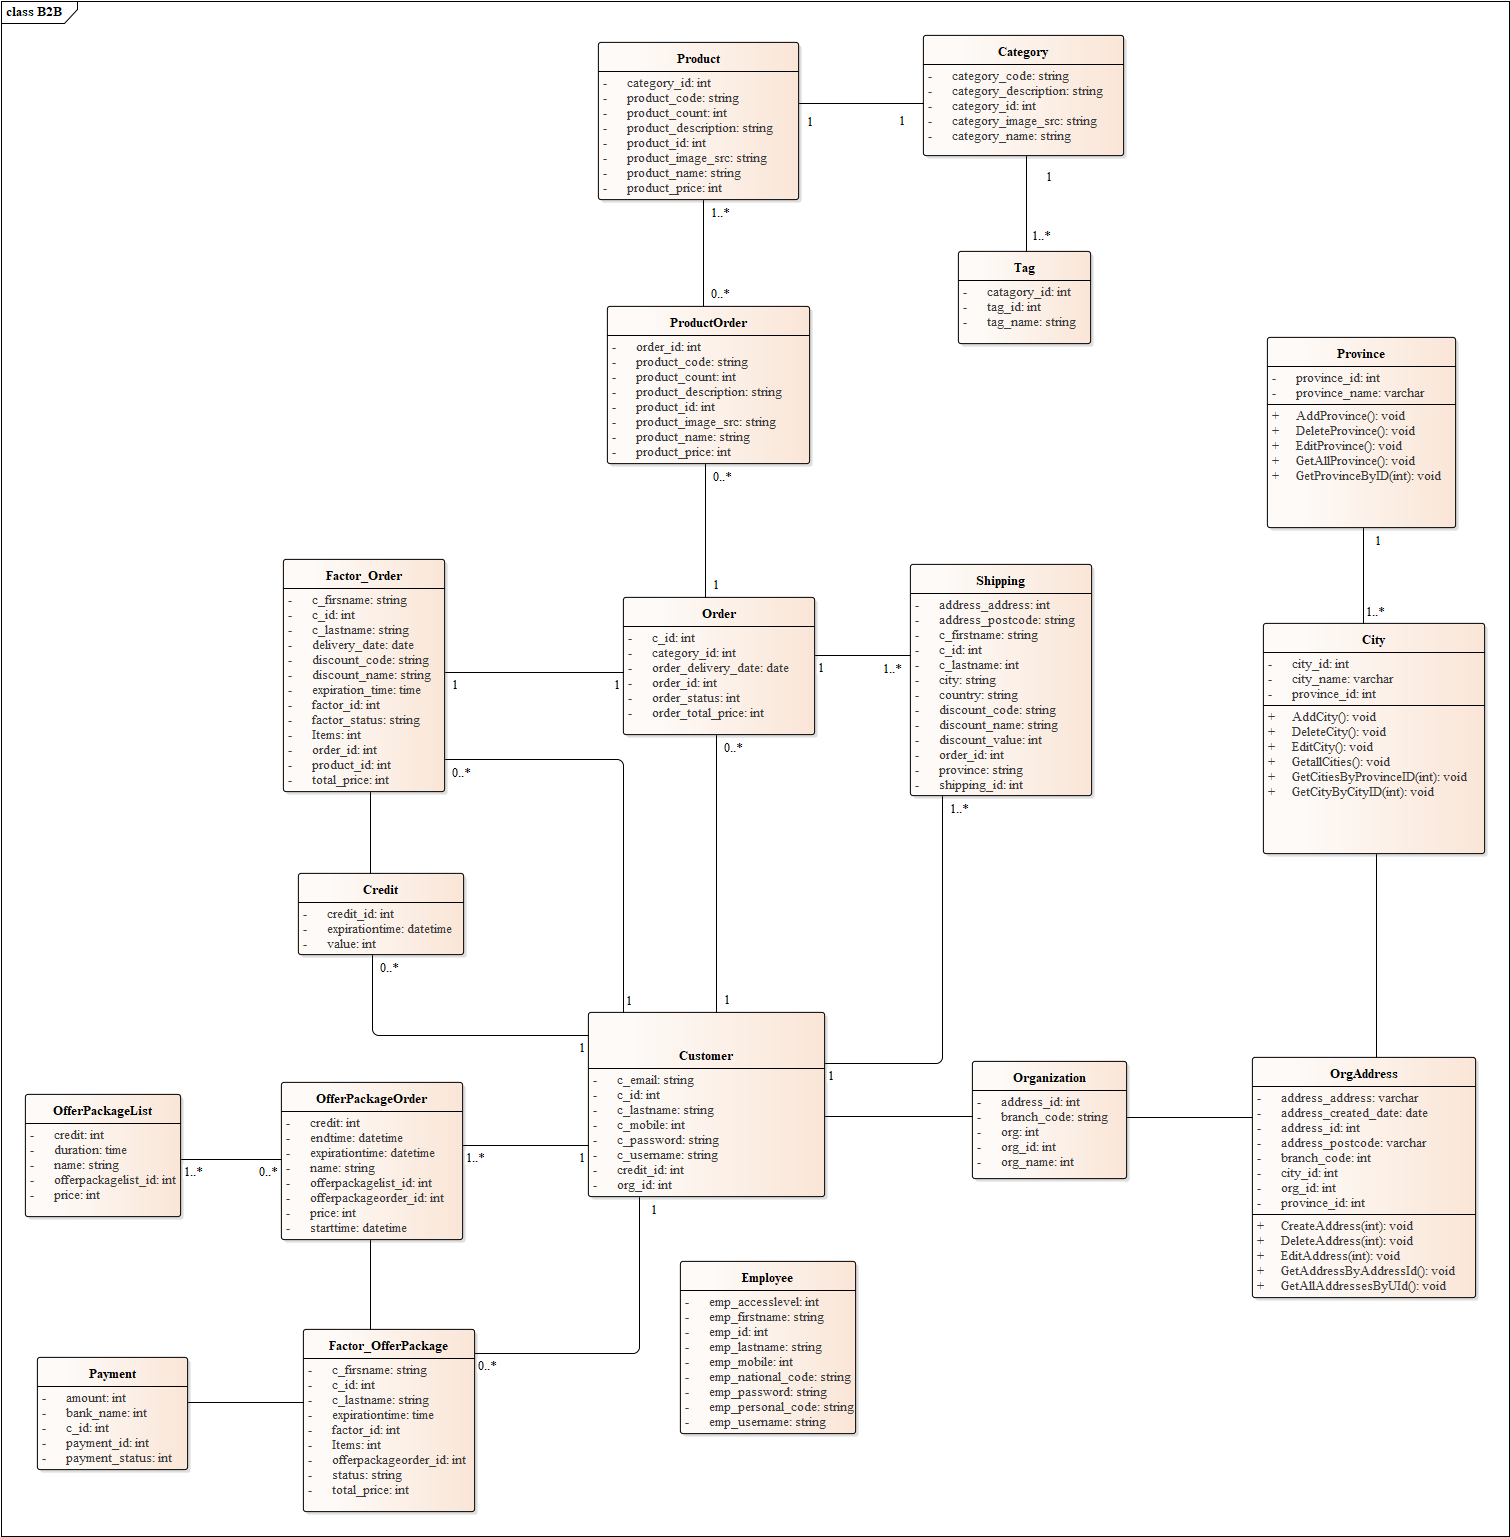 class B2B
Product
- category_id: int
- product_code: string
- product_count: int
- product_description: string
- product_id: int
- product_image_src: string
- product_name: string
- product_price: int
Category
- category_code: string
- category_description: string
- category_id: int
- category_image_src: string
- category_name: string
1
1
1
1..*
1..*
0..*
Tag
- catagory_id: int
- tag_id: int
- tag_name: string
ProductOrder
- order_id: int
- product_code: string
- product_count: int
- product_description: string
- product_id: int
- product_image_src: string
- product_name: string
- product_price: int
0..*
1
Province
- province_id: int
- province_name: varchar
+ AddProvince(): void
+ DeleteProvince(): void
+ EditProvince(): void
+ GetAllProvince(): void
+ GetProvinceByID(int): void
1
1..*
Factor_Order
- c_firsname: string
- c_id: int
- c_lastname: string
- delivery_date: date
- discount_code: string
- discount_name: string
- expiration_time: time
- factor_id: int
- factor_status: string
- Items: int
- order_id: int
- product_id: int
- total_price: int
1
1
0..*
Order
- c_id: int
- category_id: int
- order_delivery_date: date
- order_id: int
- order_status: int
- order_total_price: int
1
1..*
0..*
Shipping
- address_address: int
- address_postcode: string
- c_firstname: string
- c_id: int
- c_lastname: int
- city: string
- country: string
- discount_code: string
- discount_name: string
- discount_value: int
- order_id: int
- province: string
- shipping_id: int
1..*
City
- city_id: int
- city_name: varchar
- province_id: int
+ AddCity(): void
+ DeleteCity(): void
+ EditCity(): void
+ GetallCities(): void
+ GetCitiesByProvinceID(int): void
+ GetCityByCityID(int): void
Credit
- credit_id: int
- expirationtime: datetime
- value: int
0..*
1
1
1
1
Customer
- c_email: string
- c_id: int
- c_lastname: string
- c_mobile: int
- c_password: string
- c_username: string
- credit_id: int
- org_id: int
1
1
Organization
- address_id: int
- branch_code: string
- org: int
- org_id: int
- org_name: int
OrgAddress
- address_address: varchar
- address_created_date: date
- address_id: int
- address_postcode: varchar
- branch_code: int
- city_id: int
- org_id: int
- province_id: int
+ CreateAddress(int): void
+ DeleteAddress(int): void
+ EditAddress(int): void
+ GetAddressByAddressId(): void
+ GetAllAddressesByUId(): void
OfferPackageList
- credit: int
- duration: time
- name: string
- offerpackagelist_id: int
- price: int
1..*
0..*
OfferPackageOrder
- credit: int
- endtime: datetime
- expirationtime: datetime
- name: string
- offerpackagelist_id: int
- offerpackageorder_id: int
- price: int
- starttime: datetime
1..*
Employee
- emp_accesslevel: int
- emp_firstname: string
- emp_id: int
- emp_lastname: string
- emp_mobile: int
- emp_national_code: string
- emp_password: string
- emp_personal_code: string
- emp_username: string
Factor_OfferPackage
- c_firsname: string
- c_id: int
- c_lastname: string
- expirationtime: time
- factor_id: int
- Items: int
- offerpackageorder_id: int
- status: string
- total_price: int
0..*
Payment
- amount: int
- bank_name: int
- c_id: int
- payment_id: int
- payment_status: int